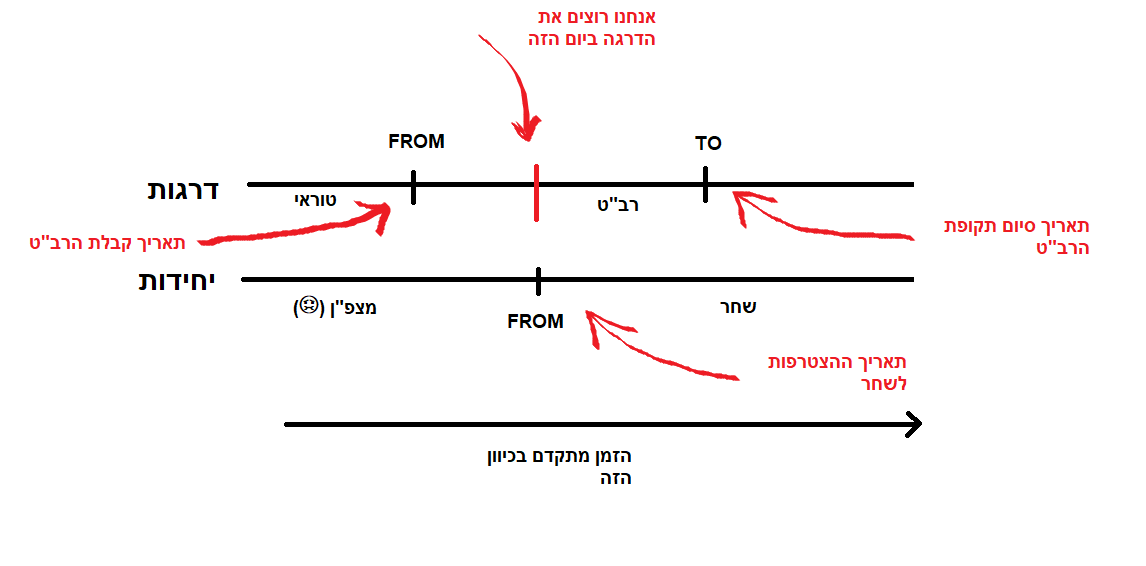 אנחנו רוצים את
הדרגה ביום הזה
FROM
TO
דרגות
טוראי
רב"ט
תאריך קבלת הרב"ט
תאריך סיום תקופת
הרב"ט
יחידות
מצפ"ן (☹)
שחר
FROM
תאריך ההצטרפות
לשחר
הזמן מתקדם בכיוון
הזה